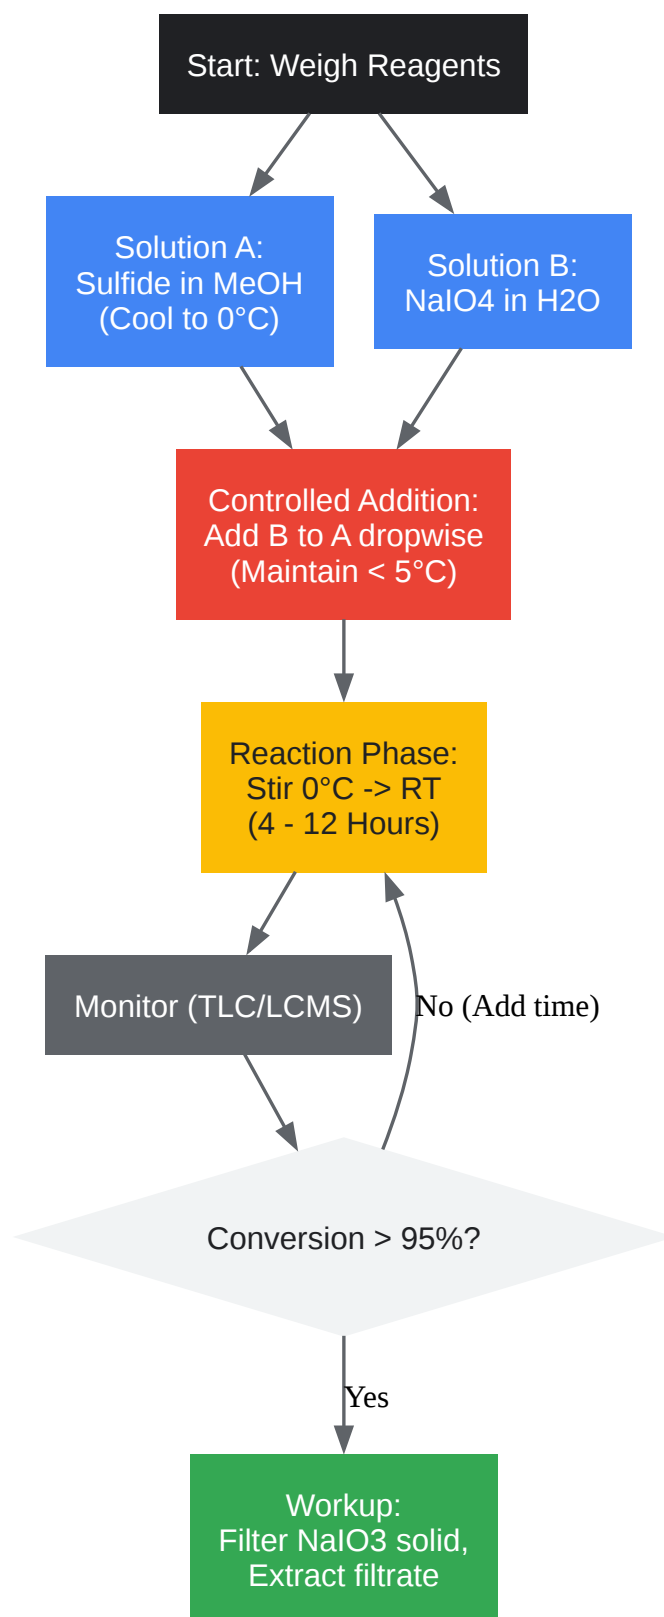 Start: Weigh Reagents
Solution A:
Sulfide in MeOH
(Cool to 0°C)
Solution B:
NaIO4 in H2O
Controlled Addition:
Add B to A dropwise
(Maintain < 5°C)
Reaction Phase:
Stir 0°C -> RT
(4 - 12 Hours)
Monitor (TLC/LCMS)
No (Add time)
Conversion > 95%?
Yes
Workup:
Filter NaIO3 solid,
Extract filtrate